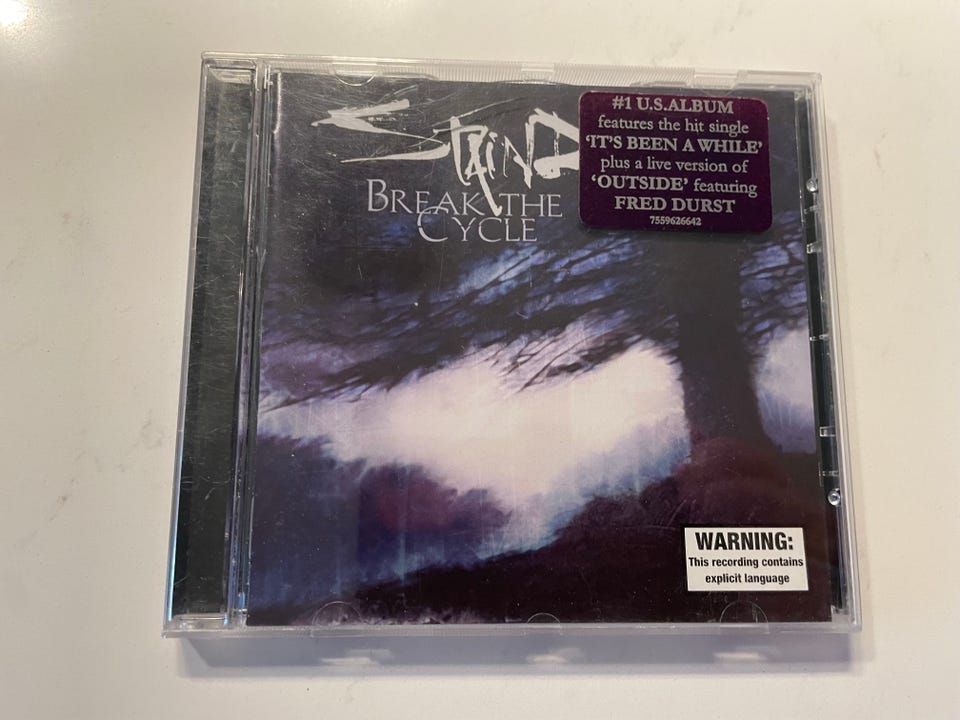 STAIND
BREAK THE
CYCLE
#1 U.S.ALBUM
features the hit single
‘IT'S BEEN A WHILE’
plus a live version of
‘OUTSIDE’ featuring
FRED DURST
7559626642
WARNING:
This recording contains
explicit language